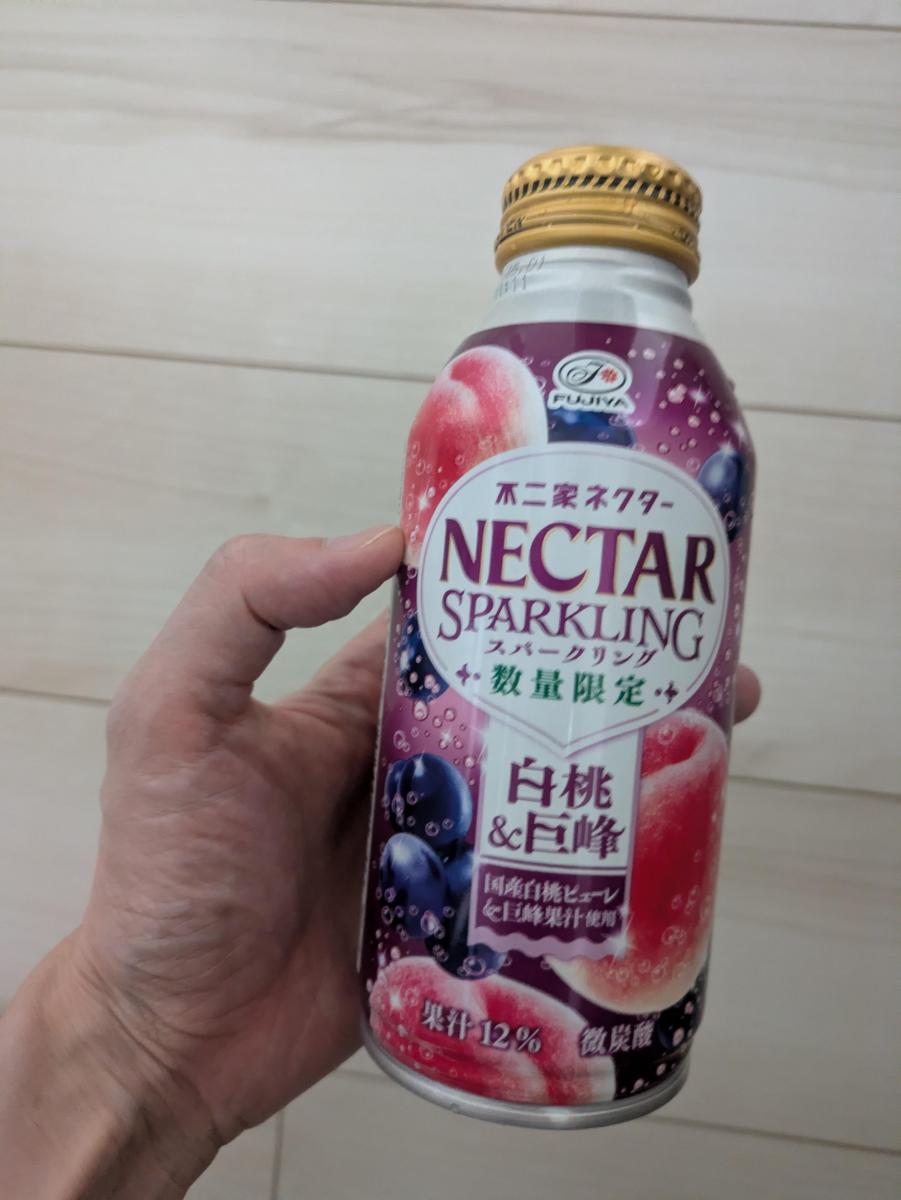 FUJIYA
不二家ネクター
NECTAR
SPARKLING
スパークリング
数量限定
白桃
&巨峰
国産白桃ピューレ
&巨峰果汁使用
果汁12%
微炭酸